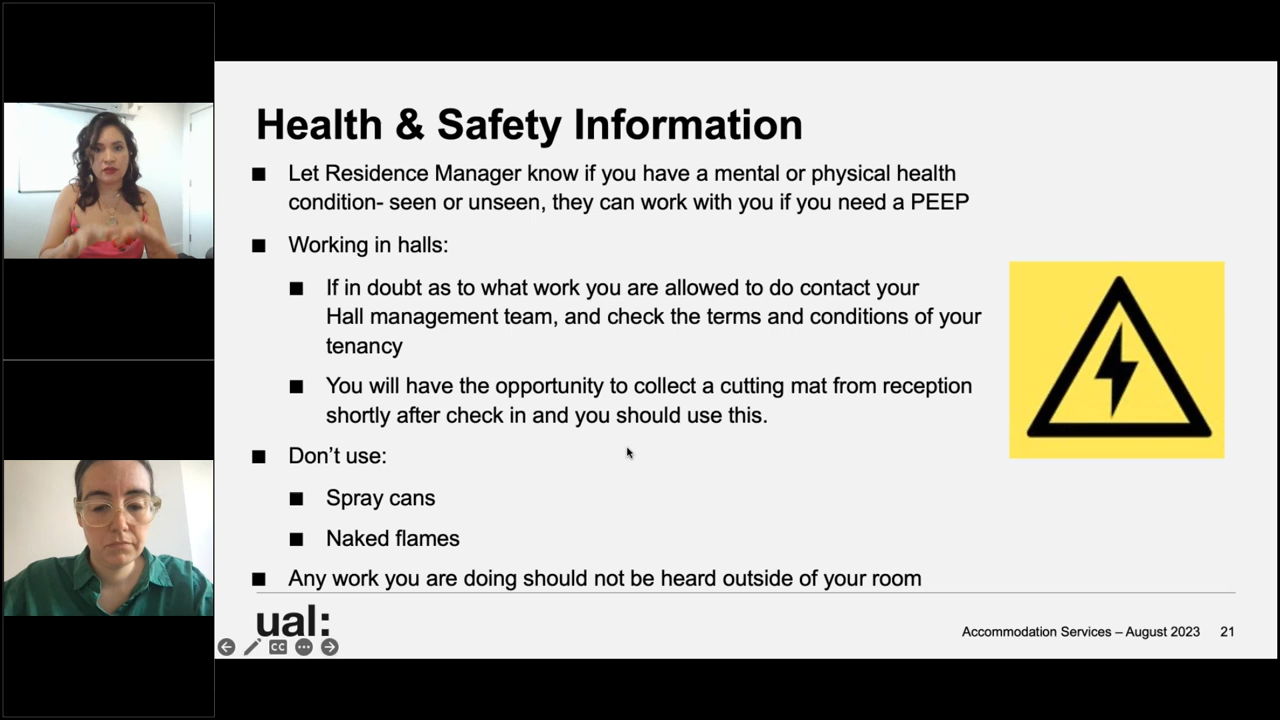 Health & Safety Information
■ Let Residence Manager know if you have a mental or physical health
condition- seen or unseen, they can work with you if you need a PEEP
■ Working in halls:
■ If in doubt as to what work you are allowed to do contact your
Hall management team, and check the terms and conditions of your
tenancy
■ You will have the opportunity to collect a cutting mat from reception
shortly after check in and you should use this.
■ Don’t use:
■ Spray cans
■ Naked flames
■ Any work you are doing should not be heard outside of your room
ual:
CC
Accommodation Services – August 2023 21